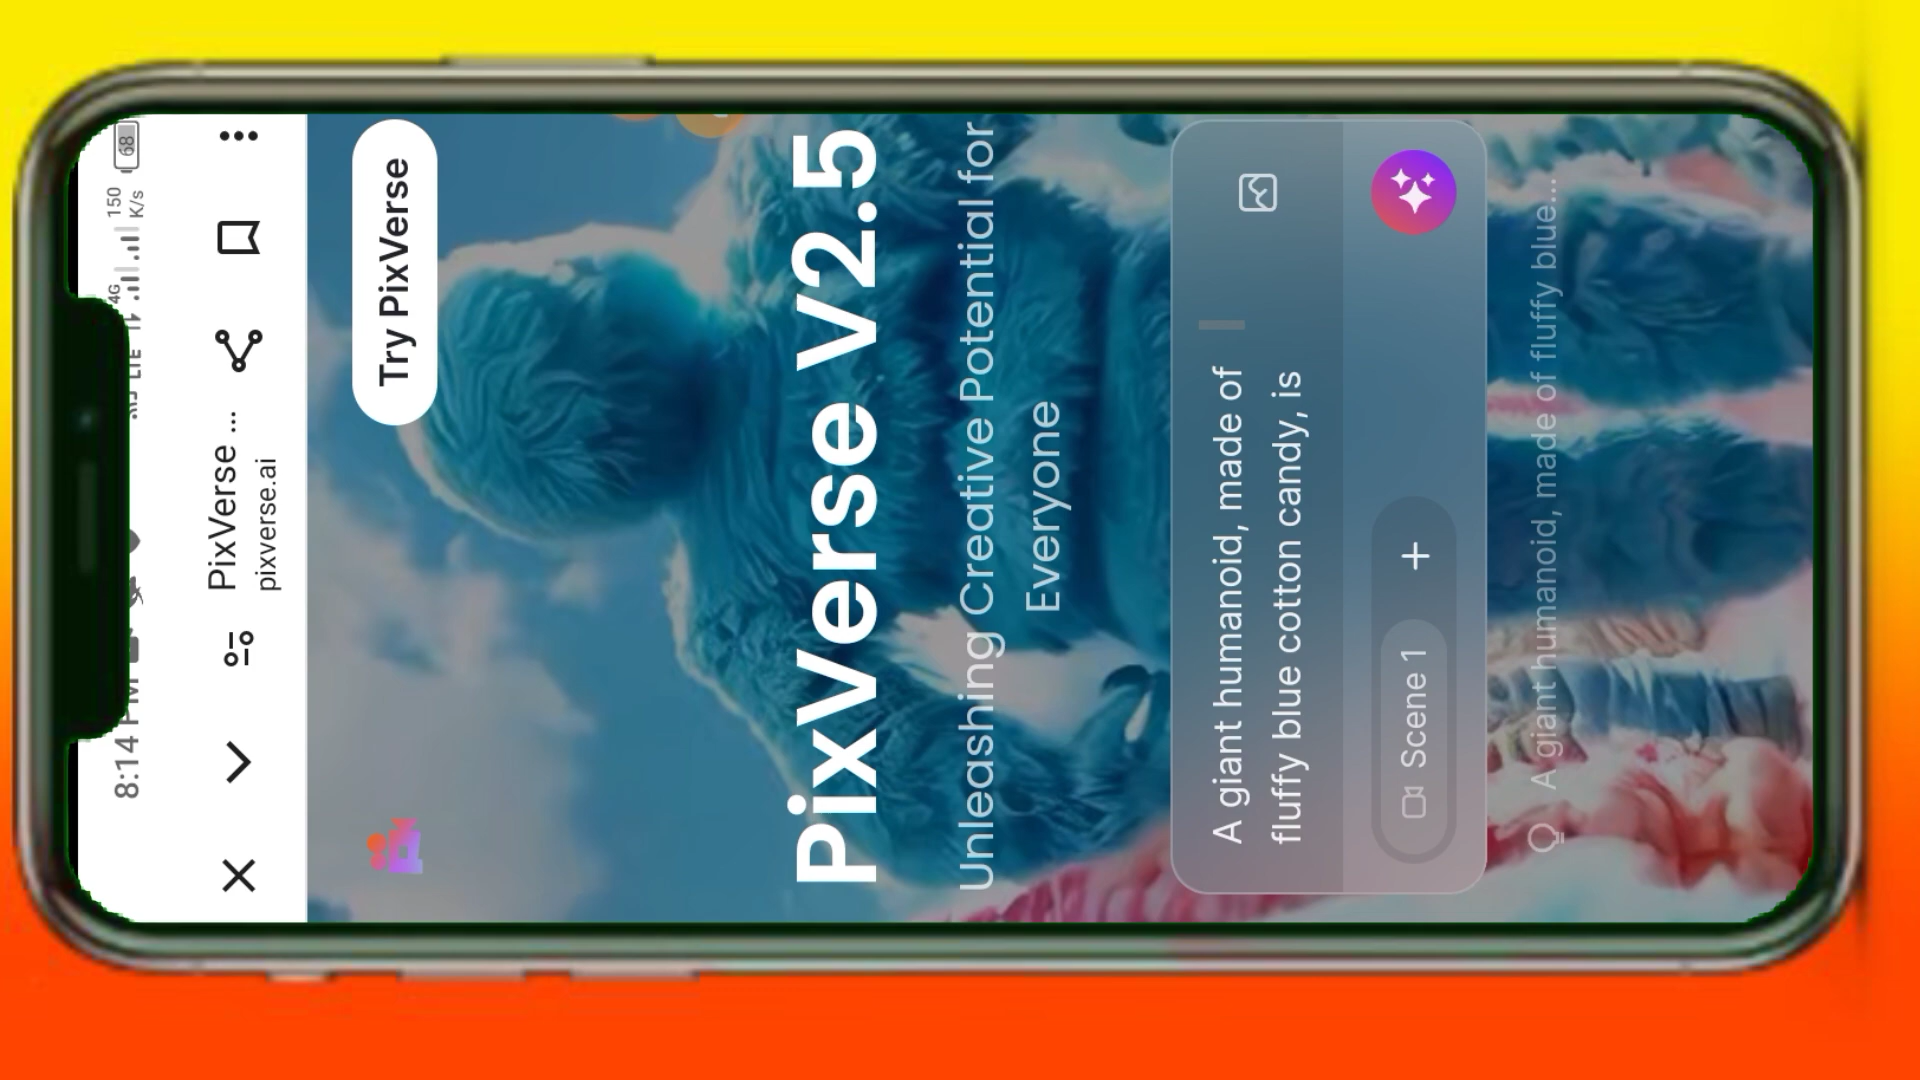 8:14 PM
4G
150
K/s
68
PixVerse ...
pixverse.ai
Try PixVerse
PixVerse V2.5
Unleashing Creative Potential for
Everyone
A giant humanoid, made of
fluffy blue cotton candy, is
Scene 1
A giant humanoid, made of fluffy blue...